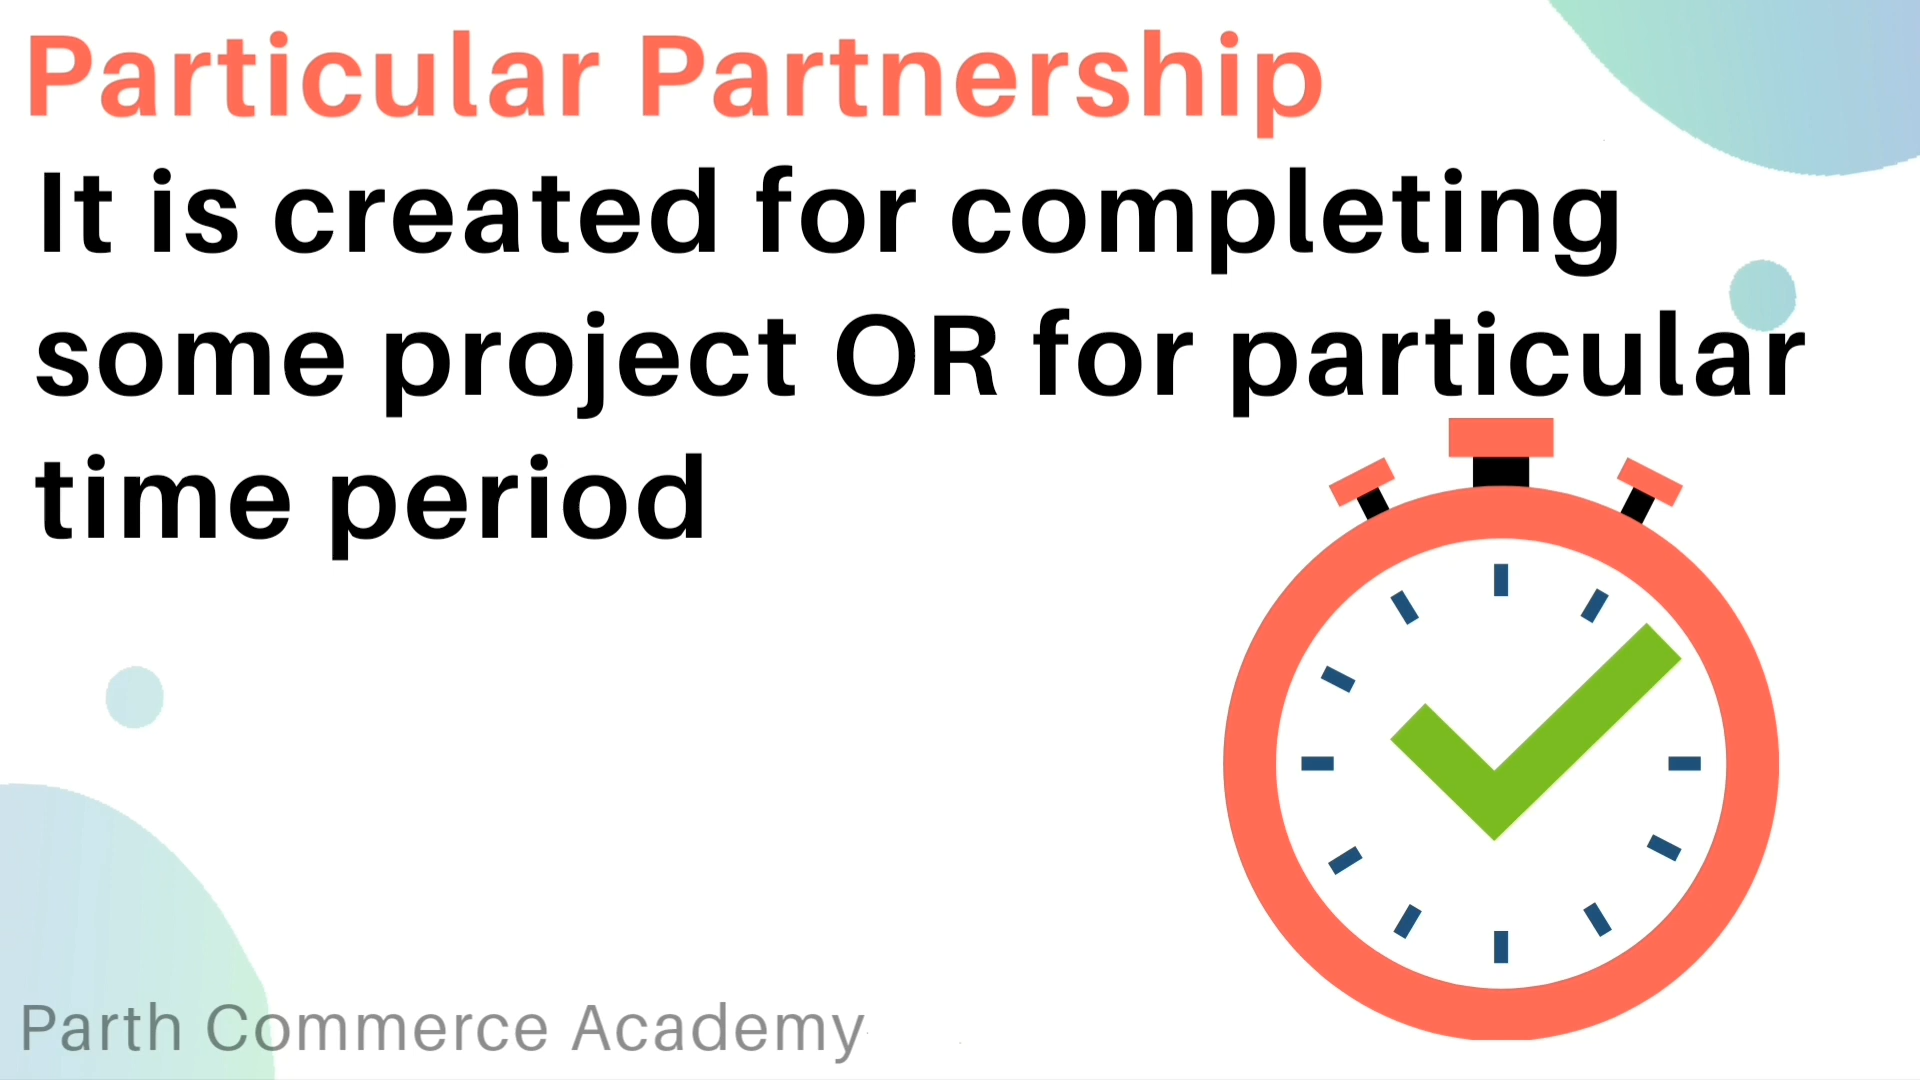 Particular Partnership
It is created for completing
some project OR for particular
time period
Parth Commerce Academy